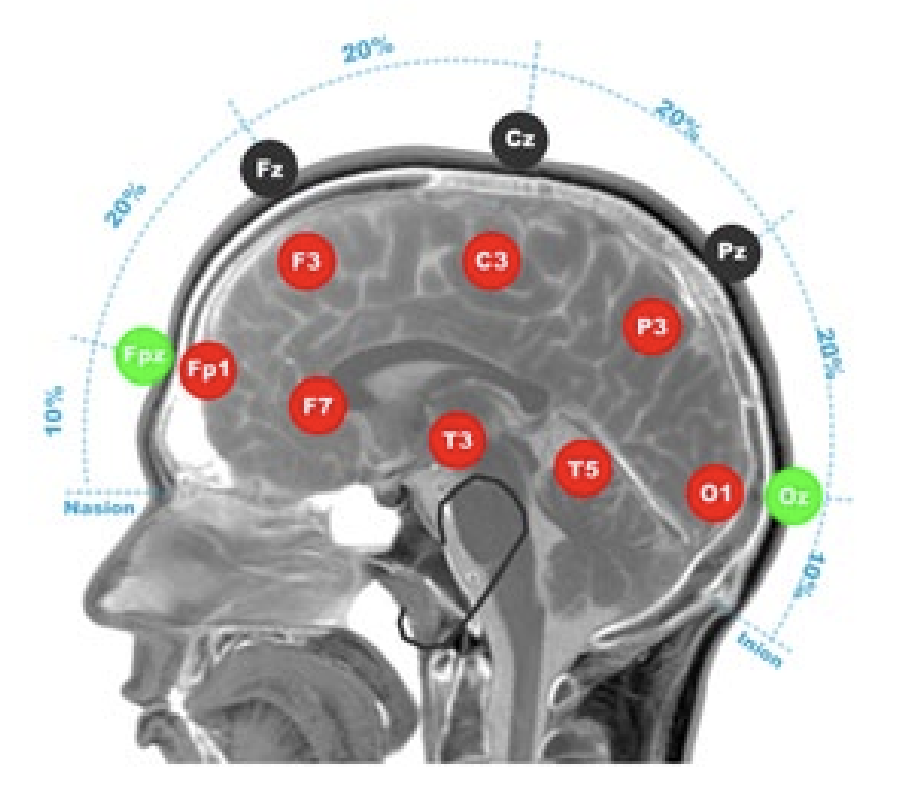 20%
Cz
20%
Fz
20%
Pz
F3
C3
P3
20%
Fpz
Fp1
10%
F7
T3
T5
O1
Oz
Nasion
10%
Inion